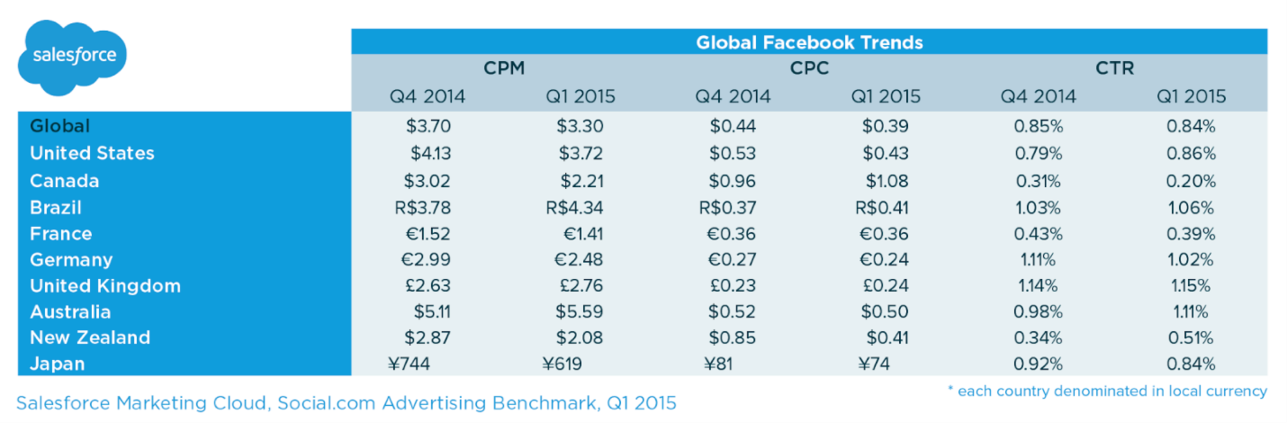 salesforce
Global Facebook Trends
CPM CPC CTR
Q4 2014 Q1 2015 Q4 2014 Q1 2015 Q4 2014 Q1 2015
Global $3.70 $3.30 $0.44 $0.39 0.85% 0.84%
United States $4.13 $3.72 $0.53 $0.43 0.79% 0.86%
Canada $3.02 $2.21 $0.96 $1.08 0.31% 0.20%
Brazil R$3.78 R$4.34 R$0.37 R$0.41 1.03% 1.06%
France €1.52 €1.41 €0.36 €0.36 0.43% 0.39%
Germany €2.99 €2.48 €0.27 €0.24 1.11% 1.02%
United Kingdom £2.63 £2.76 £0.23 £0.24 1.14% 1.15%
Australia $5.11 $5.59 $0.52 $0.50 0.98% 1.11%
New Zealand $2.87 $2.08 $0.85 $0.41 0.34% 0.51%
Japan ¥744 ¥619 ¥81 ¥74 0.92% 0.84%
* each country denominated in local currency
Salesforce Marketing Cloud, Social.com Advertising Benchmark, Q1 2015